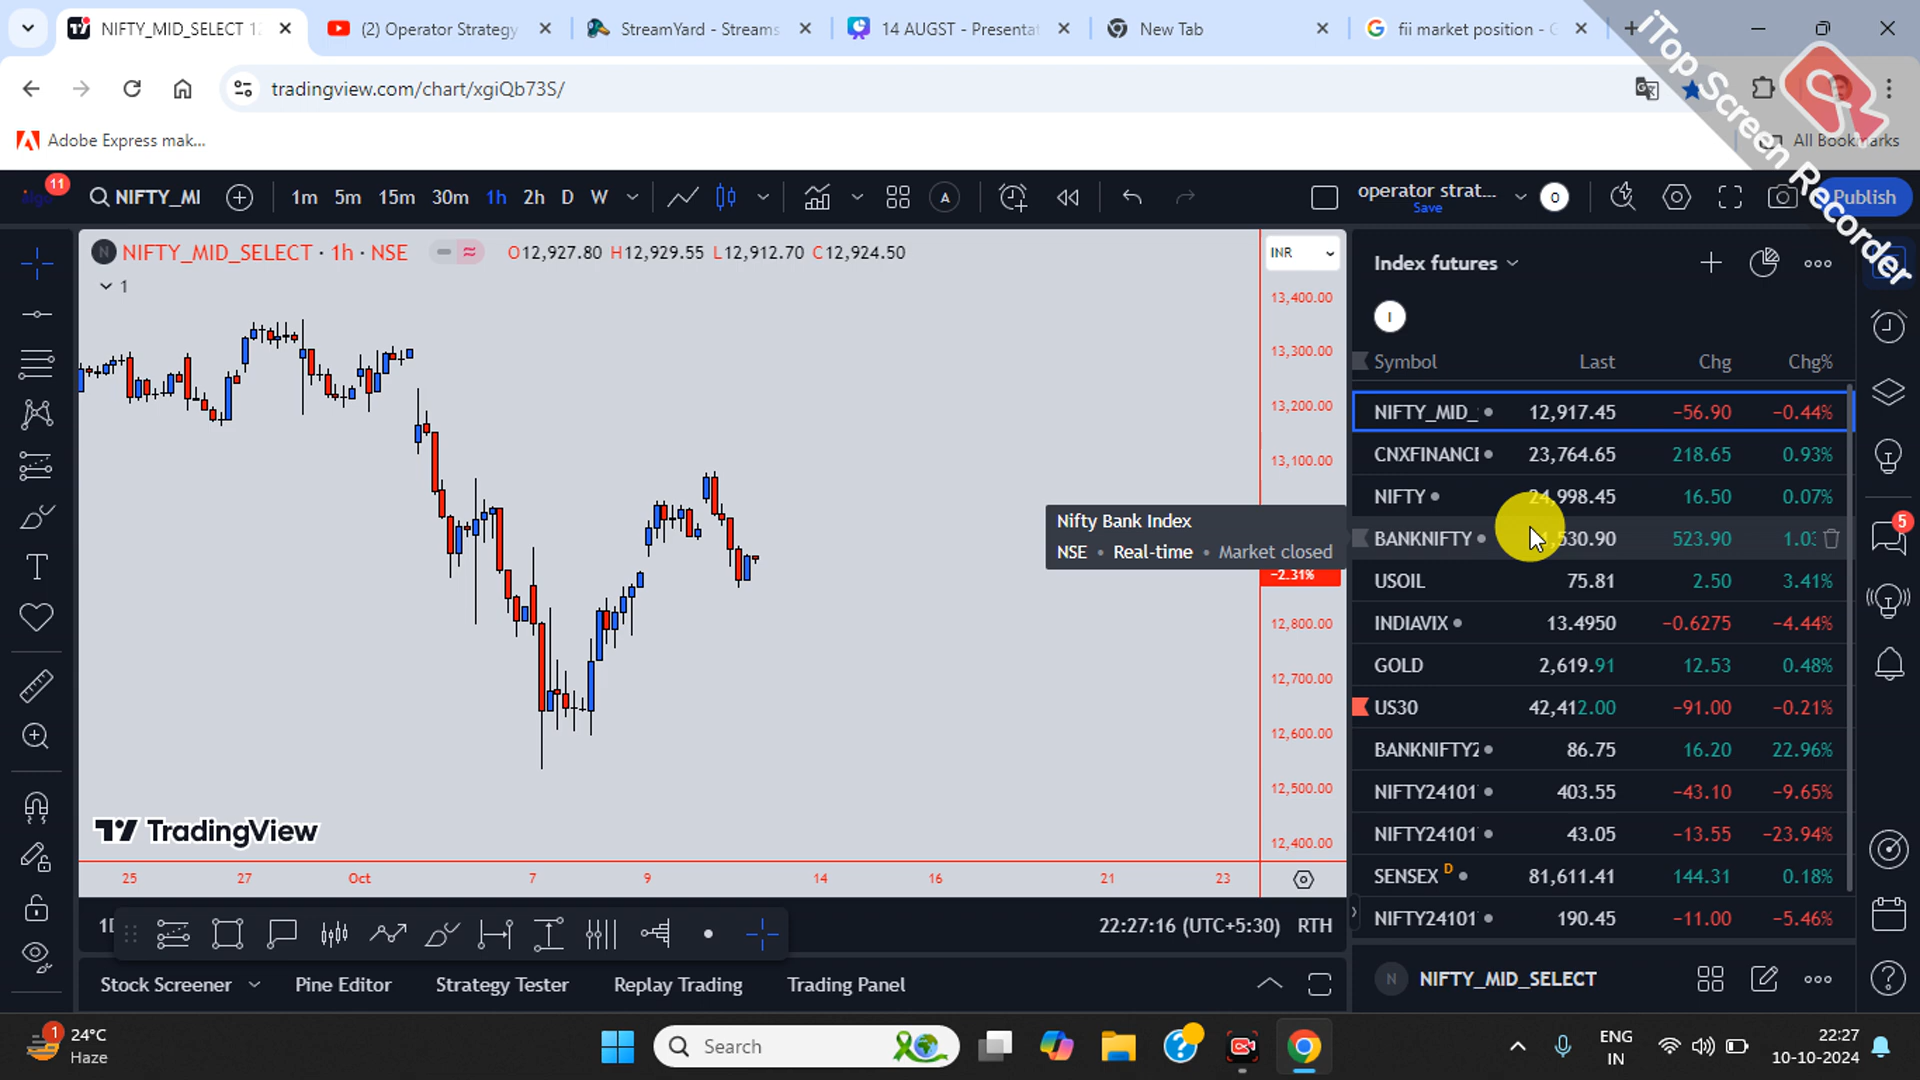 NIFTY_MID_SELECT 12
(2) Operator Strategy
StreamYard - Streams
14 AUGST - Presentat
New Tab
fii market position - G
tradingview.com/chart/xgiQb73S/
iTop Screen Recorder
Adobe Express mak...
All Bookmarks
11
NIFTY_MI
1m 5m 15m 30m 1h 2h D W
A
operator strat...
Save
O
Publish
N NIFTY_MID_SELECT · 1h · NSE
O12,927.80 H12,929.55 L12,912.70 C12,924.50
INR
1
13,400.00
13,300.00
13,200.00
13,100.00
−2.31%
12,800.00
12,700.00
12,600.00
12,500.00
12,400.00
Nifty Bank Index
NSE • Real-time • Market closed
TradingView
25 27 Oct 7 9 14 16 21 23
22:27:16 (UTC+5:30) RTH
Stock Screener Pine Editor Strategy Tester Replay Trading Trading Panel
Index futures
I
Symbol Last Chg Chg%
NIFTY_MID_ 12,917.45 −56.90 −0.44%
CNXFINANCE 23,764.65 218.65 0.93%
NIFTY 24,998.45 16.50 0.07%
BANKNIFTY 530.90 523.90
USOIL 75.81 2.50 3.41%
INDIAVIX 13.4950 −0.6275 −4.44%
GOLD 2,619.91 12.53 0.48%
US30 42,412.00 −91.00 −0.21%
BANKNIFTY2 86.75 16.20 22.96%
NIFTY24101 403.55 −43.10 −9.65%
NIFTY24101 43.05 −13.55 −23.94%
SENSEX D 81,611.41 144.31 0.18%
NIFTY24101 190.45 −11.00 −5.46%
N NIFTY_MID_SELECT
5
1
24°C
Haze
Search
ENG
IN
22:27
10-10-2024